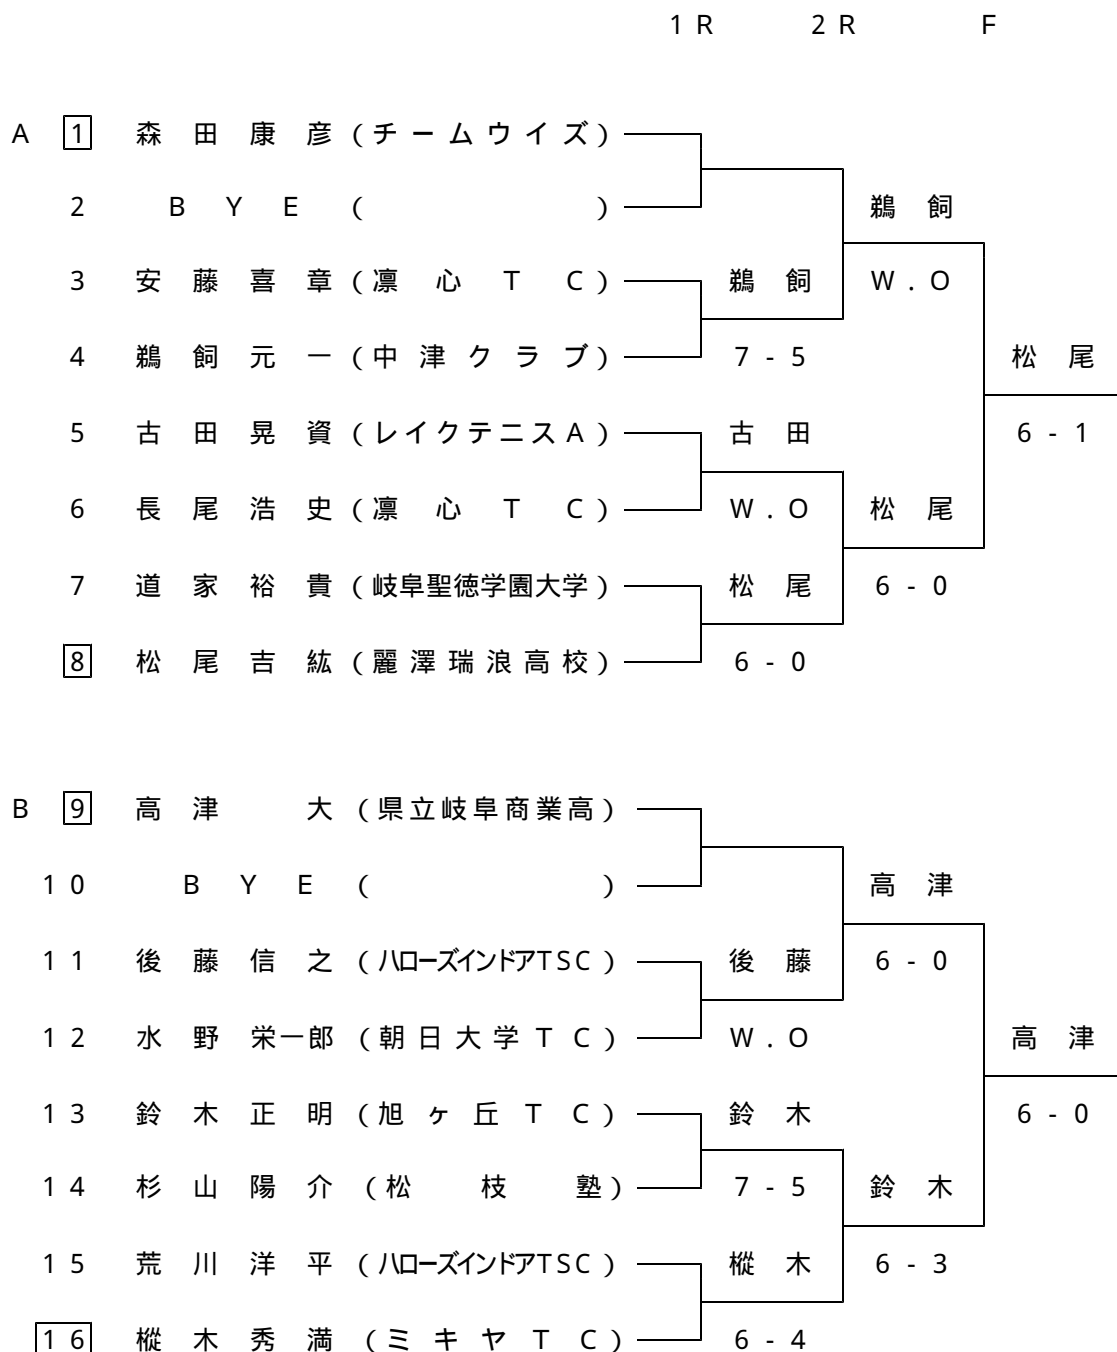 1R 2R F
A 1 森田康彦(チームウイズ)
2 BYE( ) 鵜飼
3 安藤喜章(凛心TC) 鵜飼 W.O
4 鵜飼元一(中津クラブ) 7-5 松尾
5 古田晃資(レイクテニスA) 古田 6-1
6 長尾浩史(凛心TC) W.O 松尾
7 道家裕貴(岐阜聖徳学園大学) 松尾 6-0
8 松尾吉紘(麗澤瑞浪高校) 6-0
B 9 高津大(県立岐阜商業高)
10 BYE( ) 高津
11 後藤信之(ハローズインドアTSC) 後藤 6-0
12 水野栄一郎(朝日大学TC) W.O 高津
13 鈴木正明(旭ヶ丘TC) 鈴木 6-0
14 杉山陽介(松枝塾) 7-5 鈴木
15 荒川洋平(ハローズインドアTSC) 樅木 6-3
16 樅木秀満(ミキヤTC) 6-4